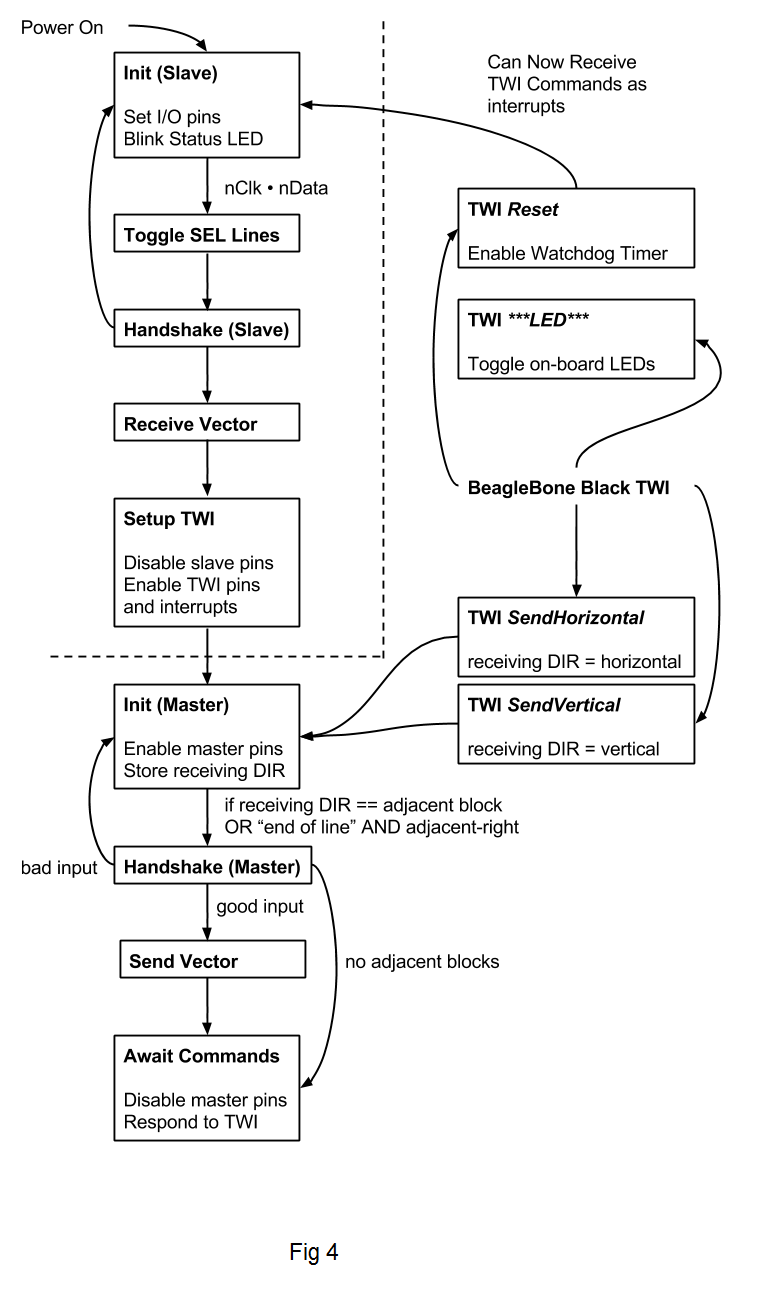 Power On
Init (Slave)
Set I/O pins
Blink Status LED
nClk • nData
Toggle SEL Lines
Handshake (Slave)
Receive Vector
Setup TWI
Disable slave pins
Enable TWI pins
and interrupts
Can Now Receive
TWI Commands as
interrupts
TWI Reset
Enable Watchdog Timer
TWI ***LED***
Toggle on-board LEDs
BeagleBone Black TWI
TWI SendHorizontal
receiving DIR = horizontal
TWI SendVertical
receiving DIR = vertical
Init (Master)
Enable master pins
Store receiving DIR
if receiving DIR == adjacent block
OR “end of line” AND adjacent-right
bad input
Handshake (Master)
good input
no adjacent blocks
Send Vector
Await Commands
Disable master pins
Respond to TWI
Fig 4